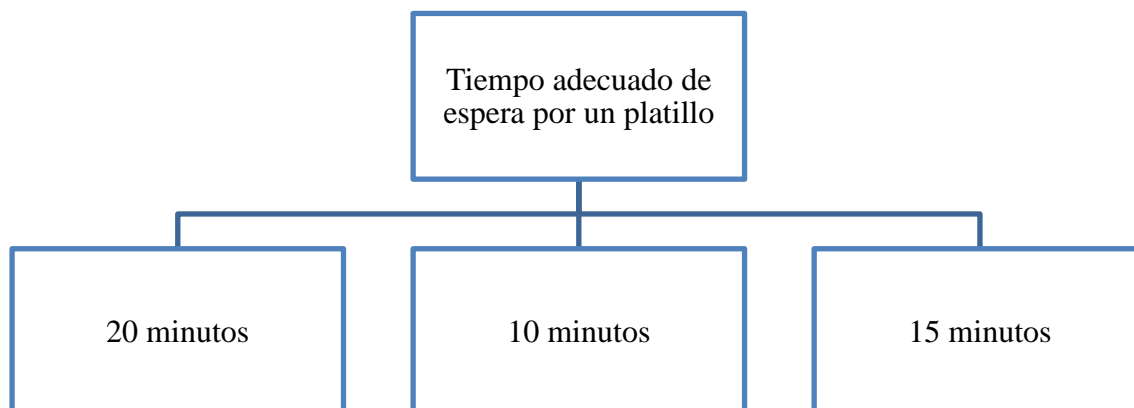 Tiempo adecuado de
espera por un platillo
20 minutos
10 minutos
15 minutos